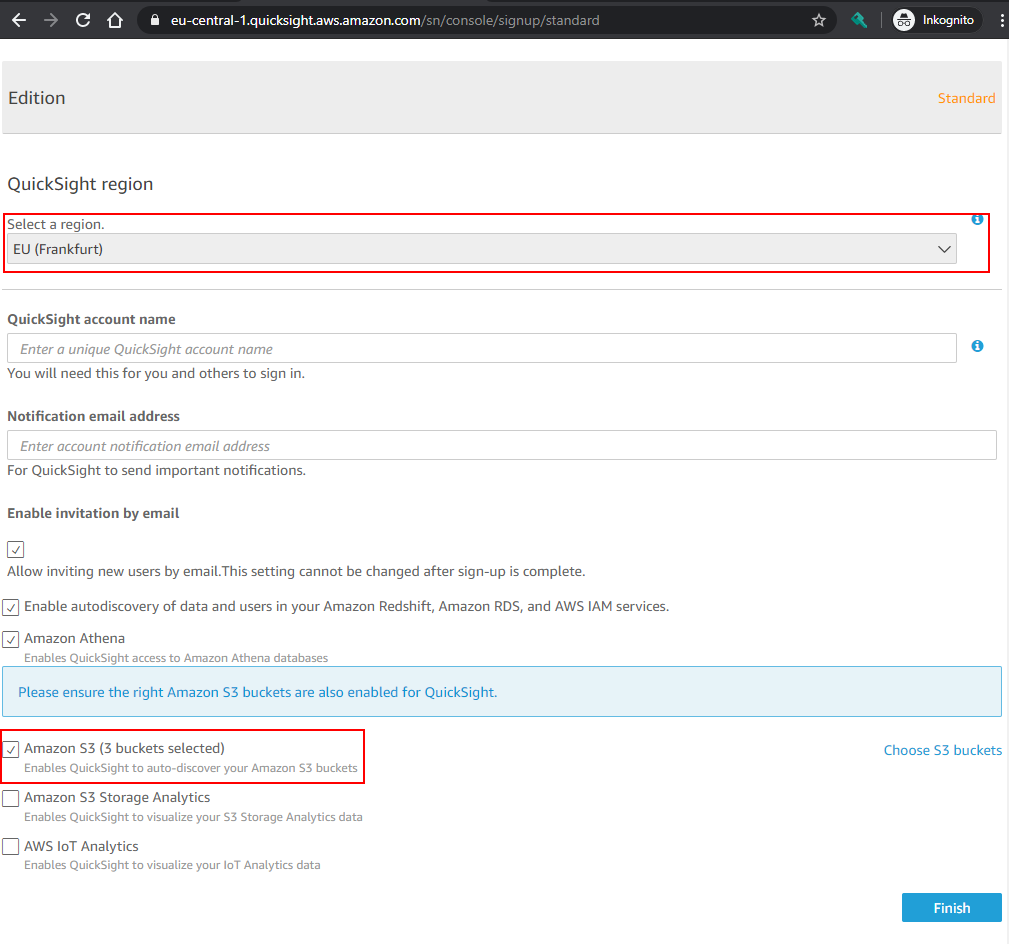 eu-central-1.quicksight.aws.amazon.com/sn/console/signup/standard
Inkognito
Edition
Standard
QuickSight region
Select a region.
EU (Frankfurt)
QuickSight account name
Enter a unique QuickSight account name
You will need this for you and others to sign in.
Notification email address
Enter account notification email address
For QuickSight to send important notifications.
Enable invitation by email
Allow inviting new users by email.This setting cannot be changed after sign-up is complete.
Enable autodiscovery of data and users in your Amazon Redshift, Amazon RDS, and AWS IAM services.
Amazon Athena
Enables QuickSight access to Amazon Athena databases
Please ensure the right Amazon S3 buckets are also enabled for QuickSight.
Amazon S3 (3 buckets selected)
Choose S3 buckets
Enables QuickSight to auto-discover your Amazon S3 buckets
Amazon S3 Storage Analytics
Enables QuickSight to visualize your S3 Storage Analytics data
AWS IoT Analytics
Enables QuickSight to visualize your IoT Analytics data
Finish